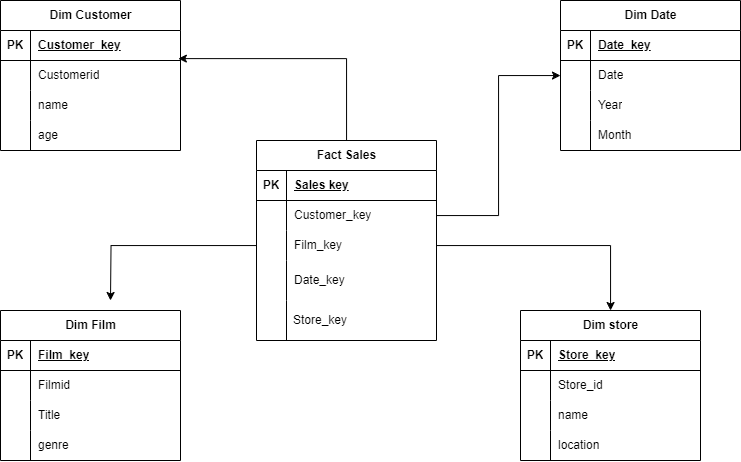 Dim Customer
PK Customer_key
Customerid
name
age
Dim Date
PK Date_key
Date
Year
Month
Fact Sales
PK Sales key
Customer_key
Film_key
Date_key
Store_key
Dim Film
PK Film_key
Filmid
Title
genre
Dim store
PK Store_key
Store_id
name
location